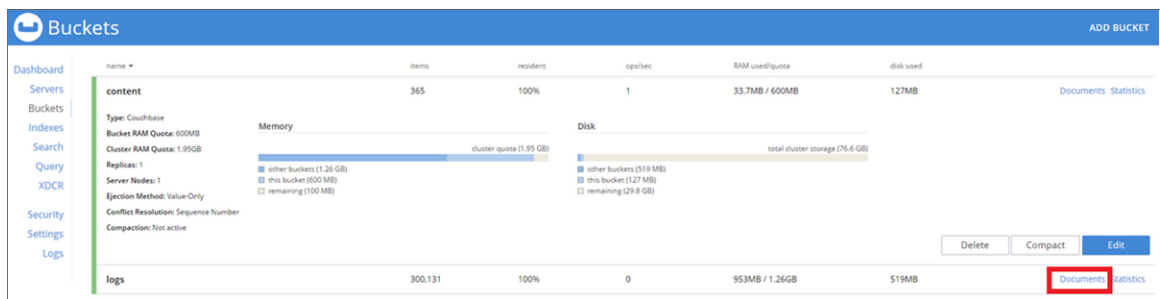 Buckets
ADD BUCKET
Dashboard
Servers
Buckets
Indexes
Search
Query
XDCR
Security
Settings
Logs
name items resident ops/sec RAM used/quota disk used
content 365 100% 1 33.7MB / 600MB 127MB Documents Statistics
Type: Couchbase
Bucket RAM Quota: 600MB
Cluster RAM Quota: 1.95GB
Replicas: 1
Server Nodes: 1
Ejection Method: Value-Only
Conflict Resolution: Sequence Number
Compaction: Not active
Memory
cluster quota (1.95 GB)
other buckets (1.26 GB)
this bucket (600 MB)
remaining (100 MB)
Disk
total cluster storage (76.6 GB)
other buckets (519 MB)
this bucket (127 MB)
remaining (29.8 GB)
Delete Compact Edit
logs 300,131 100% 0 953MB / 1.26GB 519MB Documents Statistics